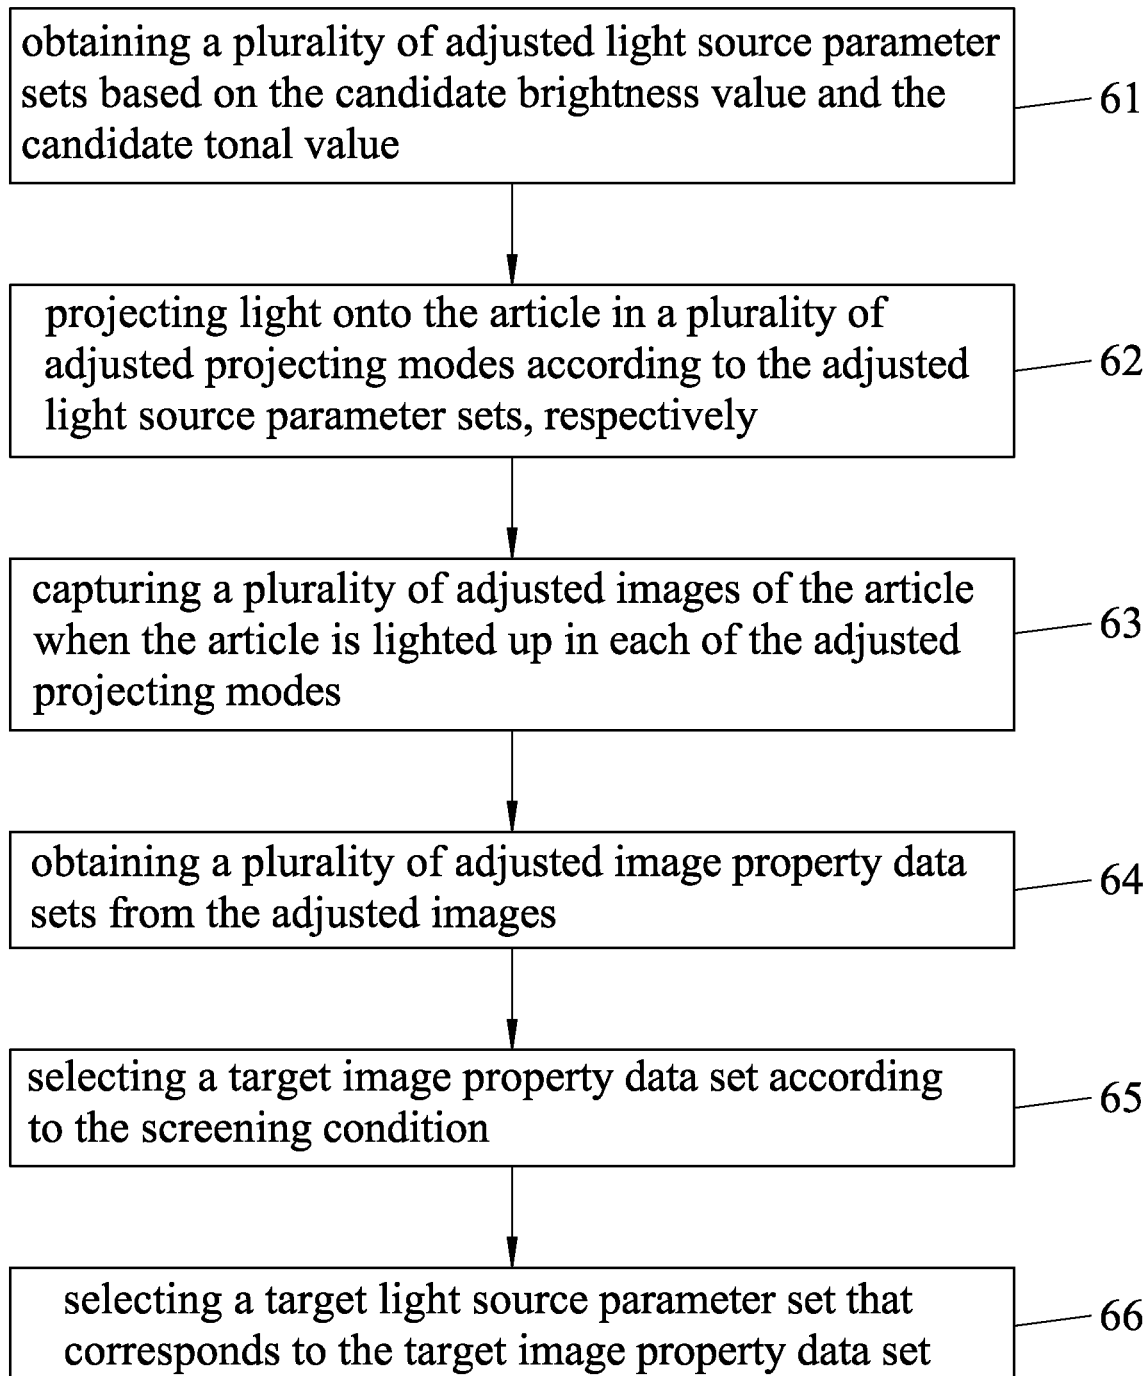 obtaining a plurality of adjusted light source parameter
sets based on the candidate brightness value and the
candidate tonal value
61
projecting light onto the article in a plurality of
adjusted projecting modes according to the adjusted
light source parameter sets, respectively
62
capturing a plurality of adjusted images of the article
when the article is lighted up in each of the adjusted
projecting modes
63
obtaining a plurality of adjusted image property data
sets from the adjusted images
64
selecting a target image property data set according
to the screening condition
65
selecting a target light source parameter set that
corresponds to the target image property data set
66